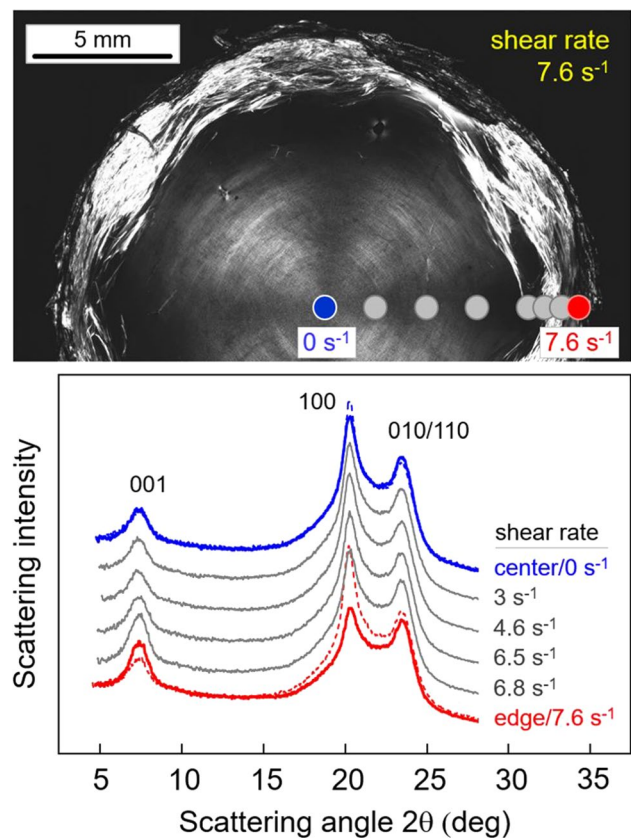 5 mm
shear rate
7.6 s⁻¹
0 s⁻¹
7.6 s⁻¹
100
010/110
001
shear rate
center/0 s⁻¹
3 s⁻¹
4.6 s⁻¹
6.5 s⁻¹
6.8 s⁻¹
edge/7.6 s⁻¹
Scattering intensity
5 10 15 20 25 30 35
Scattering angle 2θ (deg)